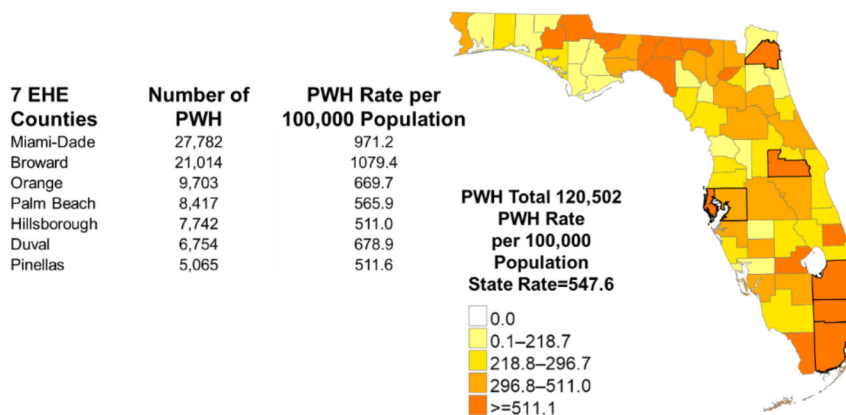 7 EHE Counties Number of PWH PWH Rate per 100,000 Population
Miami-Dade 27,782 971.2
Broward 21,014 1079.4
Orange 9,703 669.7
Palm Beach 8,417 565.9
Hillsborough 7,742 511.0
Duval 6,754 678.9
Pinellas 5,065 511.6
PWH Total 120,502
PWH Rate
per 100,000
Population
State Rate=547.6
0.0
0.1–218.7
218.8–296.7
296.8–511.0
>=511.1